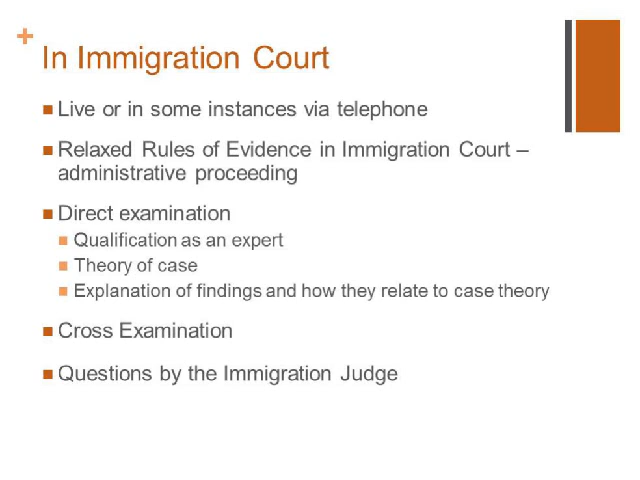 +
In Immigration Court
Live or in some instances via telephone
Relaxed Rules of Evidence in Immigration Court –
administrative proceeding
Direct examination
Qualification as an expert
Theory of case
Explanation of findings and how they relate to case theory
Cross Examination
Questions by the Immigration Judge